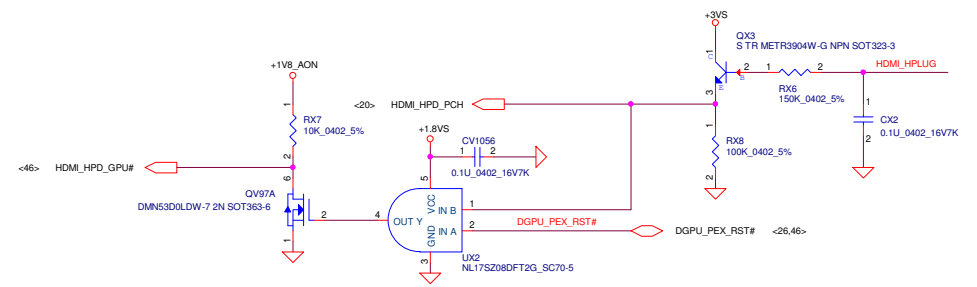 +3VS
QX3
S TR METR3904W-G NPN SOT323-3
1
C
2
B
1
2
HDMI_HPLUG
RX6
150K_0402_5%
3
E
+1V8_AON
<20>
HDMI_HPD_PCH
1
RX7
10K_0402_5%
2
1
CX2
0.1U_0402_16V7K
2
+1.8VS
CV1056
1
2
0.1U_0402_16V7K
1
RX8
100K_0402_5%
2
<46>
HDMI_HPD_GPU#
6
QV97A
DMN53D0LDW-7 2N SOT363-6
2
1
5
VCC
IN B
1
4
OUT Y
IN A
2
DGPU_PEX_RST#
DGPU_PEX_RST#
<26,46>
GND
3
UX2
NL17SZ08DFT2G_SC70-5